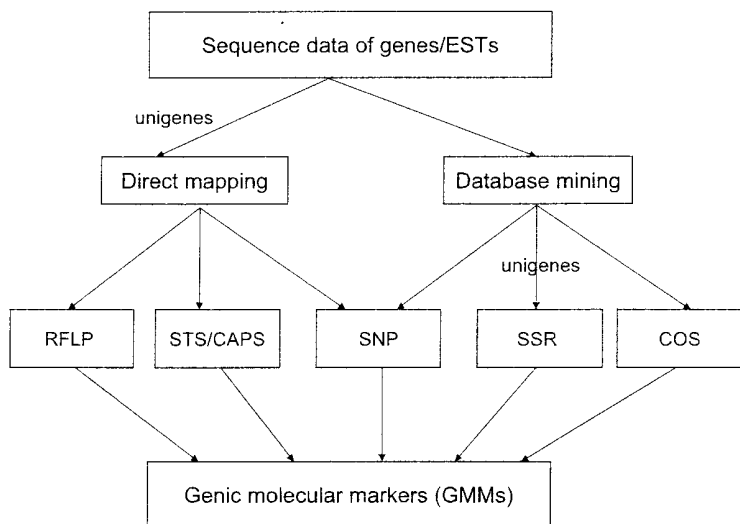 Sequence data of genes/ESTs
unigenes
Direct mapping
Database mining
unigenes
RFLP
STS/CAPS
SNP
SSR
COS
Genic molecular markers (GMMs)